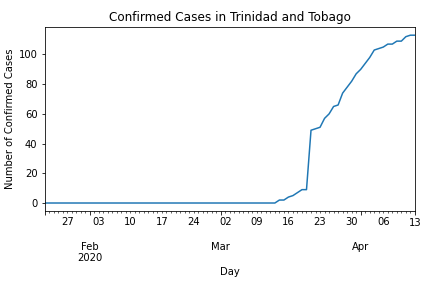 Confirmed Cases in Trinidad and Tobago
Number of Confirmed Cases
100
80
60
40
20
0
27 03 10 17 24 02 09 16 23 30 06 13
Feb Mar Apr
2020
Day